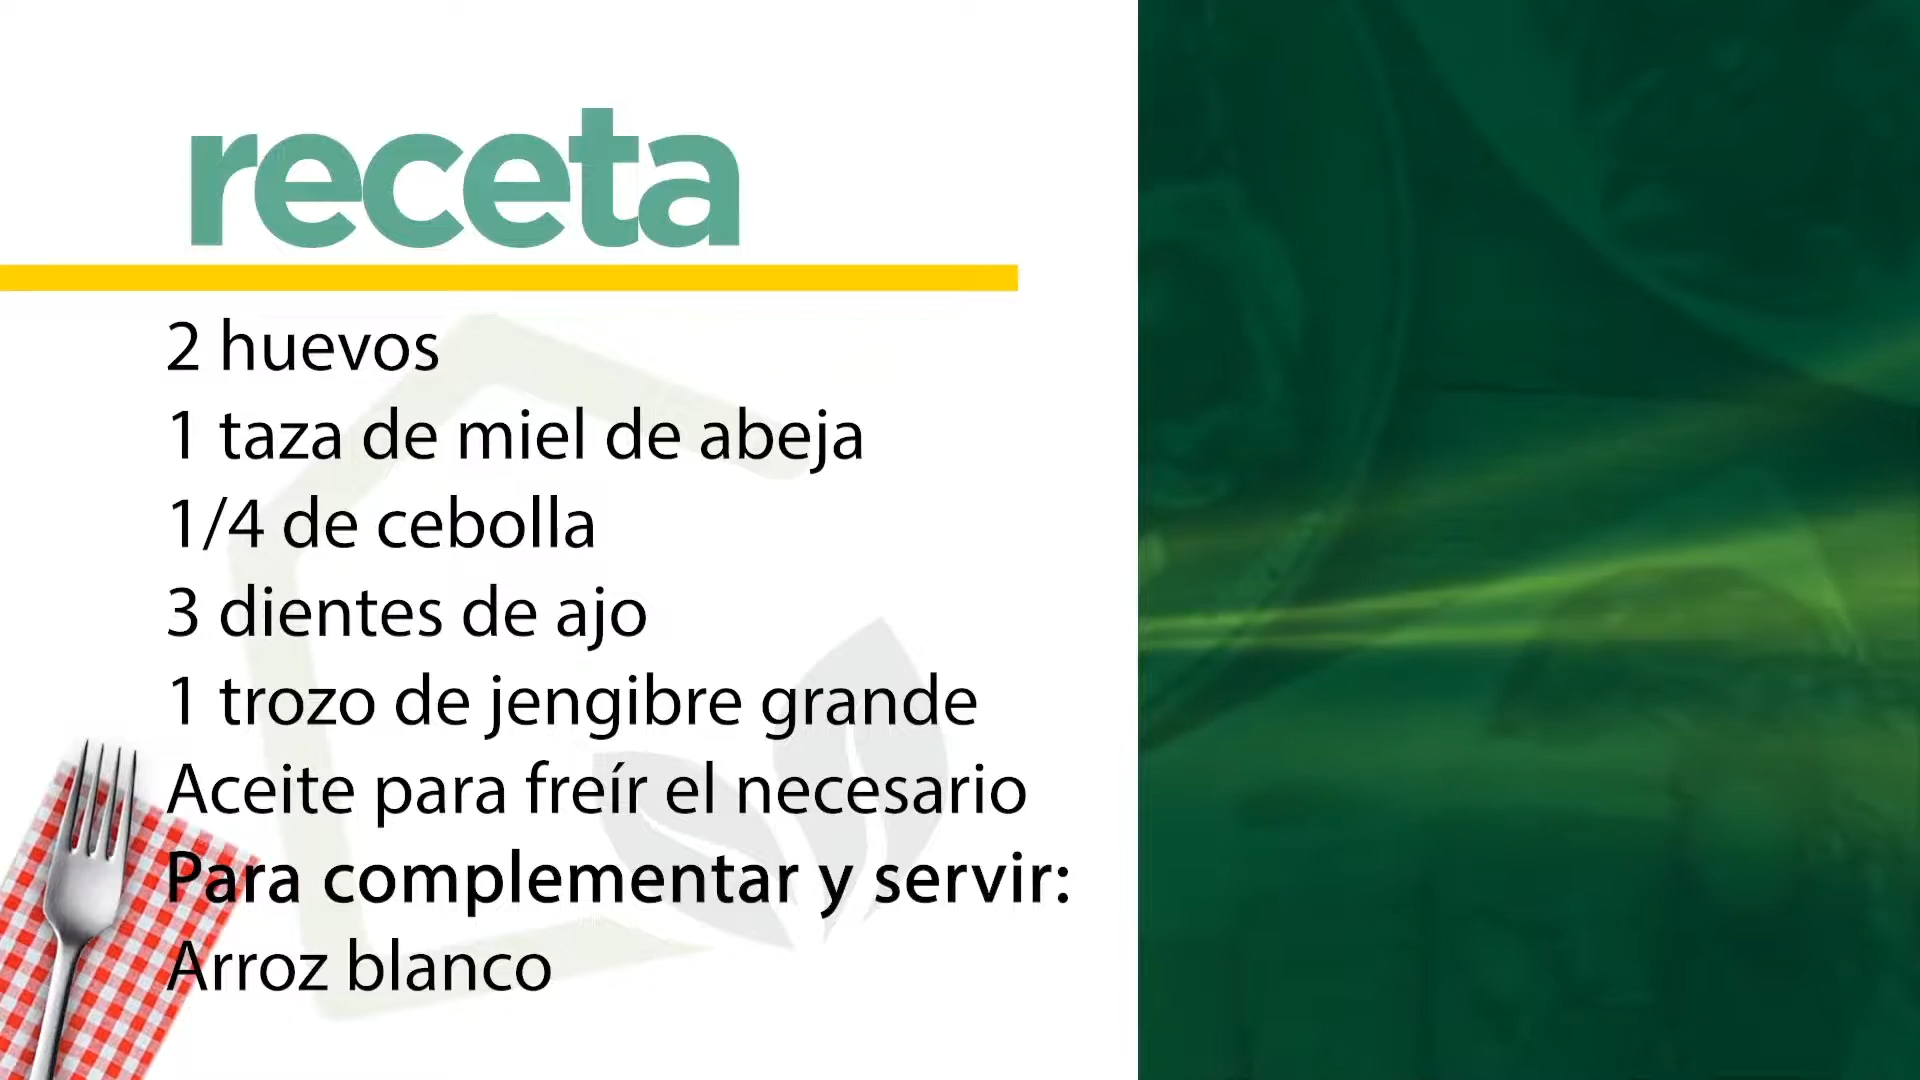 receta
2 huevos
1 taza de miel de abeja
1/4 de cebolla
3 dientes de ajo
1 trozo de jengibre grande
Aceite para freír el necesario
Para complementar y servir:
Arroz blanco